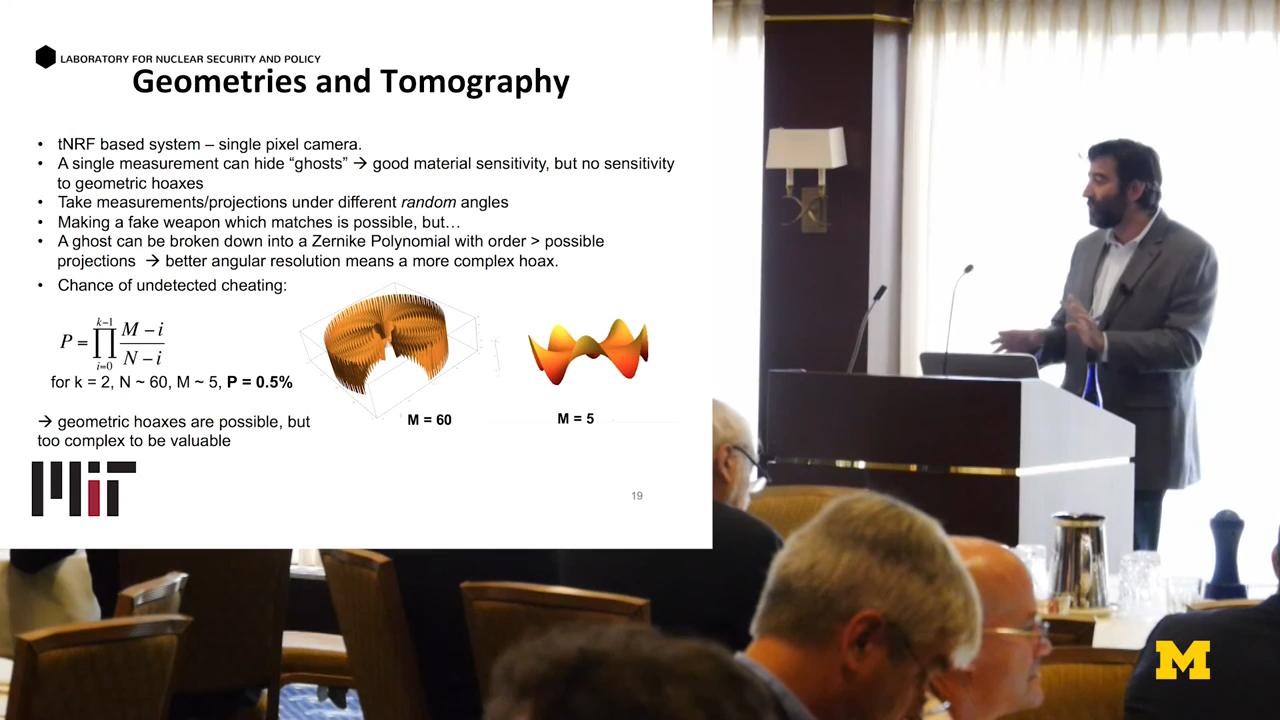 LABORATORY FOR NUCLEAR SECURITY AND POLICY
Geometries and Tomography
• tNRF based system – single pixel camera.
• A single measurement can hide “ghosts” → good material sensitivity, but no sensitivity
to geometric hoaxes
• Take measurements/projections under different random angles
• Making a fake weapon which matches is possible, but…
• A ghost can be broken down into a Zernike Polynomial with order > possible
projections → better angular resolution means a more complex hoax.
• Chance of undetected cheating:
P = ∏_{i=0}^{k−1} (M − i)/(N − i)
for k = 2, N ~ 60, M ~ 5, P = 0.5%
M = 60
M = 5
→ geometric hoaxes are possible, but
too complex to be valuable
MIT
19
M